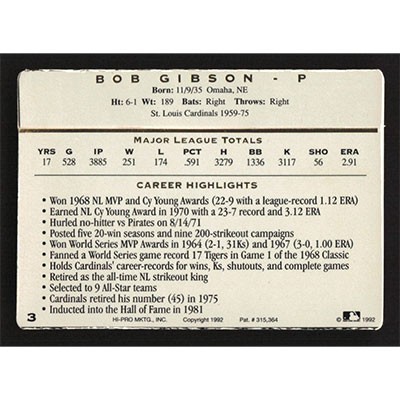 BOB GIBSON - P
Born: 11/9/35 Omaha, NE
Ht: 6-1 Wt: 189 Bats: Right Throws: Right
St. Louis Cardinals 1959-75
MAJOR LEAGUE TOTALS
YRS G IP W L PCT H BB K SHO ERA
17 528 3885 251 174 .591 3279 1336 3117 56 2.91
CAREER HIGHLIGHTS
• Won 1968 NL MVP and Cy Young Awards (22-9 with a league-record 1.12 ERA)
• Earned NL Cy Young Award in 1970 with a 23-7 record and 3.12 ERA
• Hurled no-hitter vs Pirates on 8/14/71
• Posted five 20-win seasons and nine 200-strikeout campaigns
• Won World Series MVP Awards in 1964 (2-1, 31Ks) and 1967 (3-0, 1.00 ERA)
• Fanned a World Series game record 17 Tigers in Game 1 of the 1968 Classic
• Holds Cardinals' career-records for wins, Ks, shutouts, and complete games
• Retired as the all-time NL strikeout king
• Selected to 9 All-Star teams
• Cardinals retired his number (45) in 1975
• Inducted into the Hall of Fame in 1981
3 HI-PRO MKTG., INC. Copyright 1992 Pat. # 315,364 © 1992